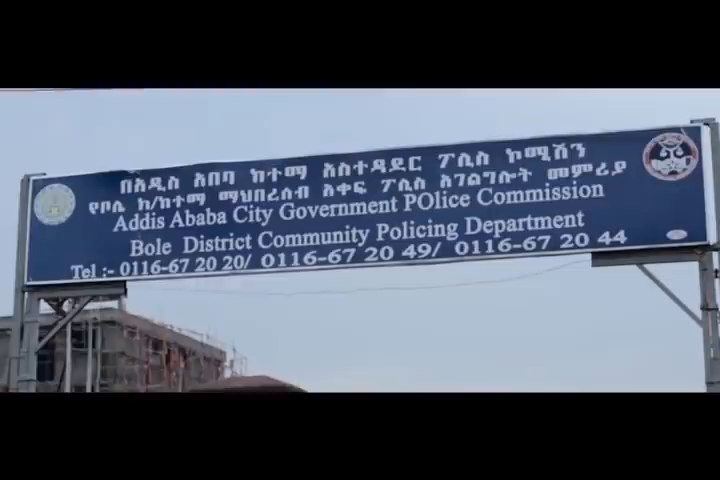 በአዲስ አበባ ከተማ አስተዳደር ፖሊስ ኮሚሽን
የቦሌ ክ/ከተማ ማህበረሰብ አቀፍ ፖሊስ አገልግሎት መምሪያ
Addis Ababa City Government POlice Commission
Bole District Community Policing Department
Tel :- 0116-67 20 20/ 0116-67 20 49/ 0116-67 20 44